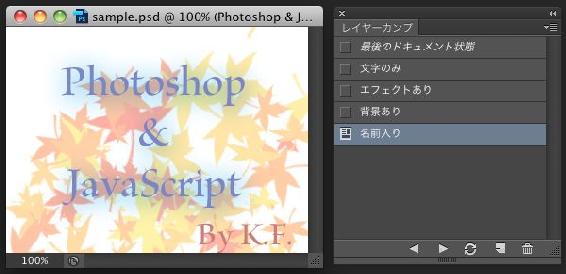 sample.psd @ 100% (Photoshop & J...
Photoshop
&
JavaScript
By K.F.
100%
レイヤーカンプ
最後のドキュメント状態
文字のみ
エフェクトあり
背景あり
名前入り